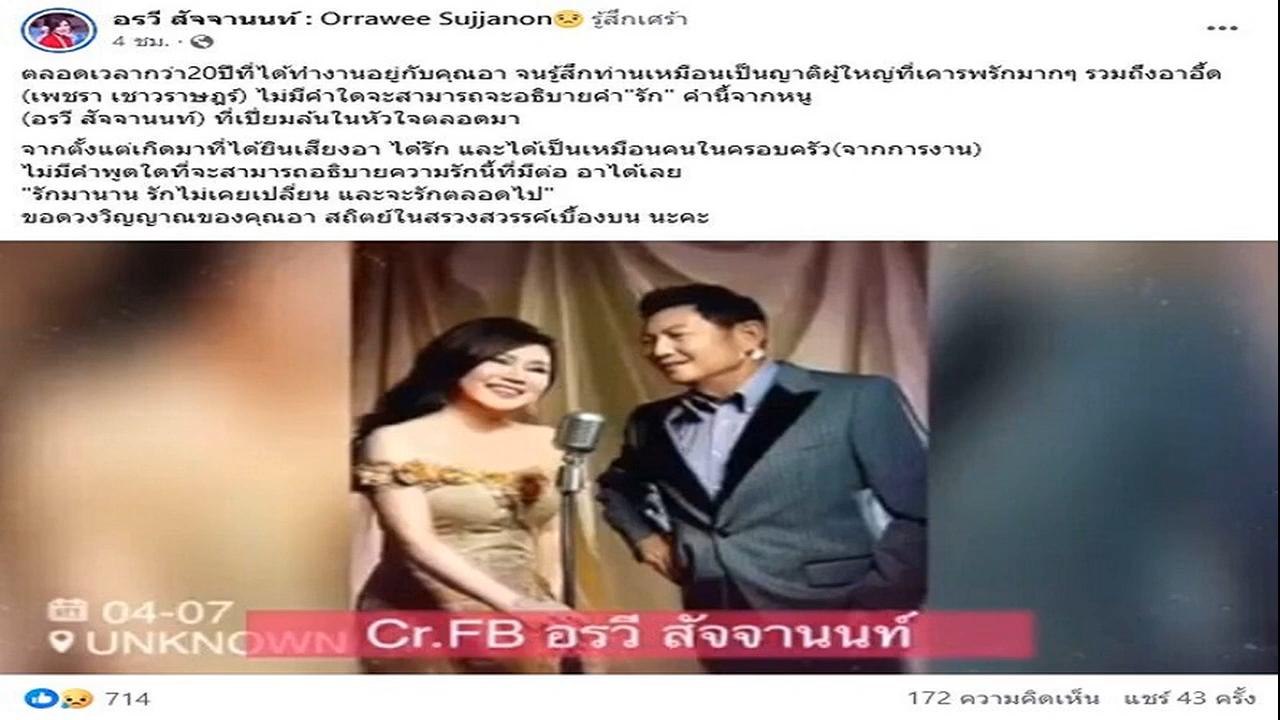 อรวี สัจจานนท์ : Orrawee Sujjanon😔 รู้สึกเศร้า
4 ชม. ·
ตลอดเวลากว่า20ปีที่ได้ทำงานอยู่กับคุณอา จนรู้สึกท่านเหมือนเป็นญาติผู้ใหญ่ที่เคารพรักมากๆ รวมถึงอาอี๊ด
(เพชรา เชาวราษฎร์) ไม่มีคำใดจะสามารถจะอธิบายคำ"รัก" คำนี้จากหนู
(อรวี สัจจานนท์) ที่เปี่ยมล้นในหัวใจตลอดมา
จากตั้งแต่เกิดมาที่ได้ยินเสียงอา ได้รัก และได้เป็นเหมือนคนในครอบครัว(จากการงาน)
ไม่มีคำพูดใดที่จะสามารถอธิบายความรักนี้ที่มีต่อ อาได้เลย
"รักมานาน รักไม่เคยเปลี่ยน และจะรักตลอดไป"
ขอดวงวิญญาณของคุณอา สถิตย์ในสรวงสวรรค์เบื้องบน นะคะ
04-07
UNKNOWN
Cr.FB อรวี สัจจานนท์
714
172 ความคิดเห็น แชร์ 43 ครั้ง